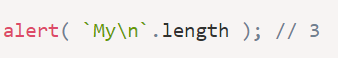 alert( `My\n`.length ); // 3